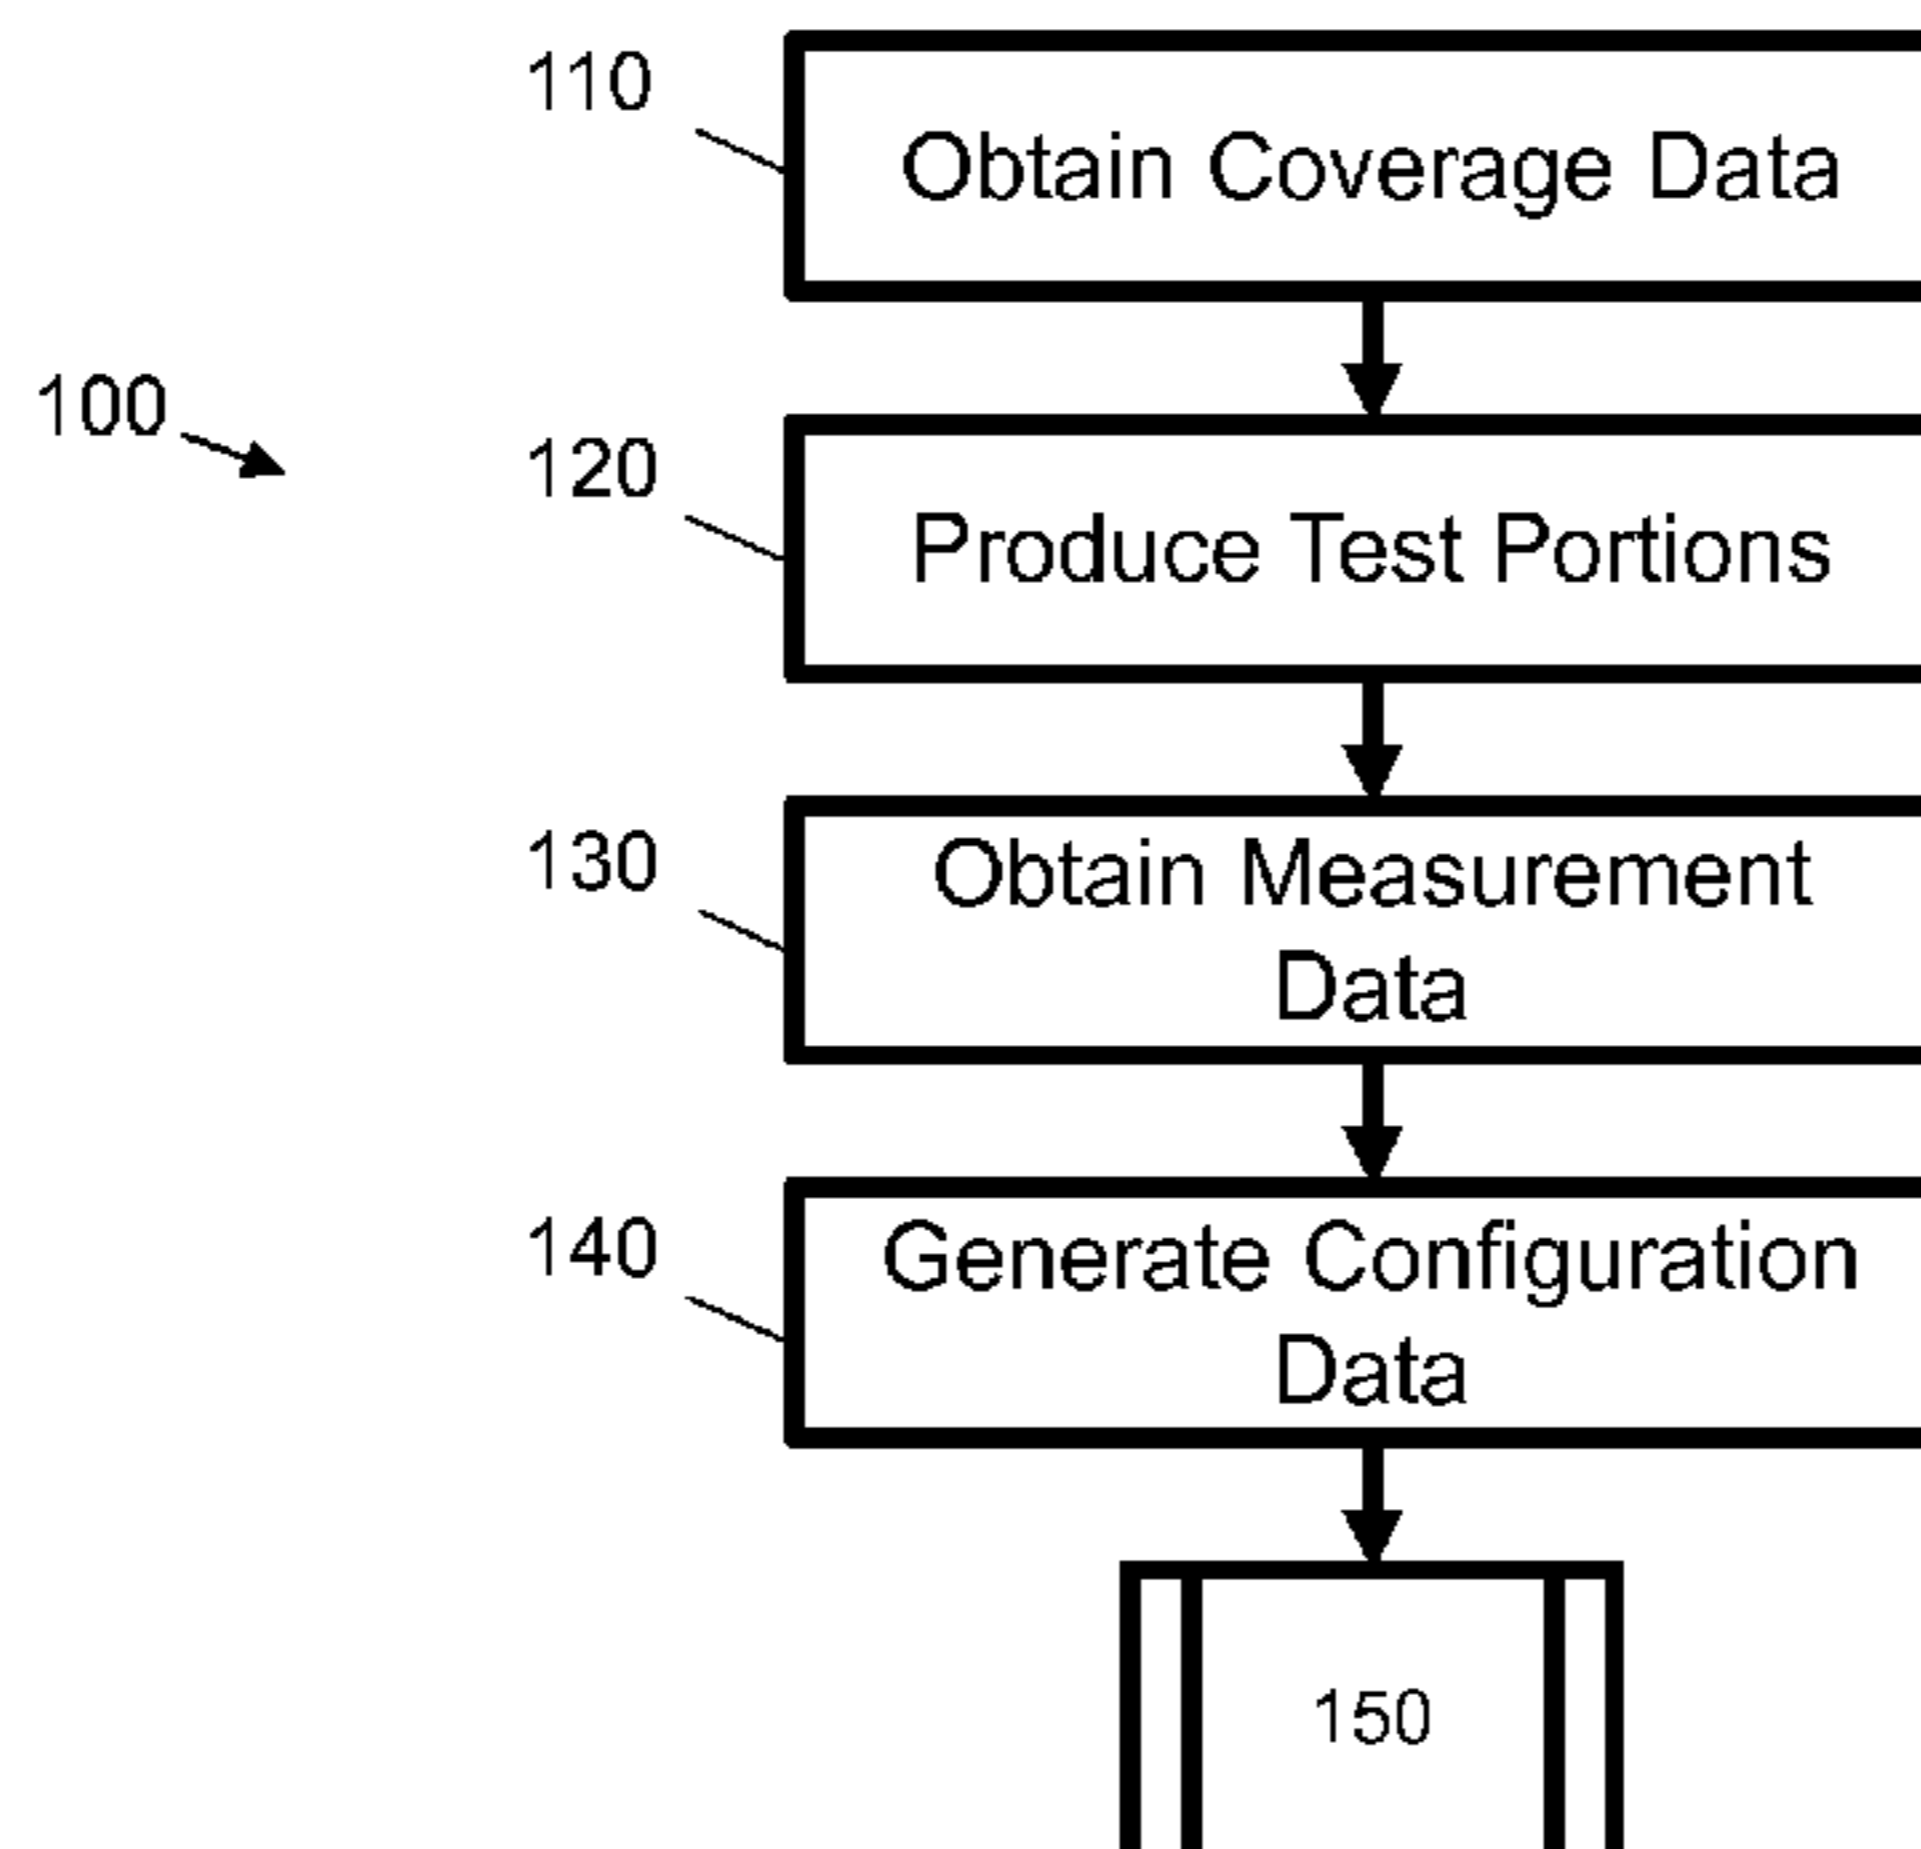 110
Obtain Coverage Data
100
120
Produce Test Portions
130
Obtain Measurement
Data
140
Generate Configuration
Data
150